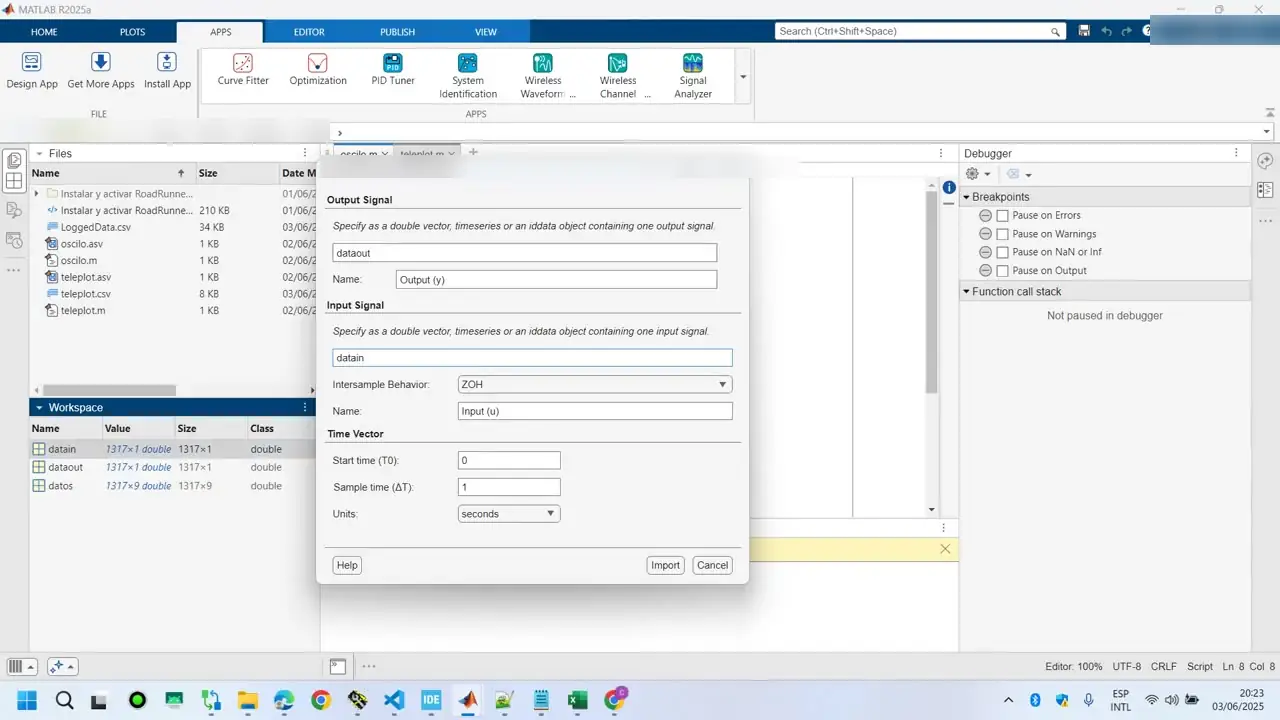 MATLAB R2025a
HOME PLOTS APPS EDITOR PUBLISH VIEW
Search (Ctrl+Shift+Space)
Design App Get More Apps Install App
Curve Fitter Optimization PID Tuner System Identification Wireless Waveform ... Wireless Channel ... Signal Analyzer
FILE APPS
Files
oscilo.m teleplot.m
Debugger
Name Size Date M
Instalar y activar RoadRunne... 01/06/2
Instalar y activar RoadRunne... 210 KB 01/06/2
LoggedData.csv 34 KB 03/06/2
oscilo.asv 1 KB 02/06/2
oscilo.m 1 KB 02/06/2
teleplot.asv 1 KB 02/06/2
teleplot.csv 8 KB 03/06/2
teleplot.m 1 KB 02/06/2
Workspace
Name Value Size Class
datain 1317×1 double 1317×1 double
dataout 1317×1 double 1317×1 double
datos 1317×9 double 1317×9 double
Output Signal
Specify as a double vector, timeseries or an iddata object containing one output signal.
dataout
Name: Output (y)
Input Signal
Specify as a double vector, timeseries or an iddata object containing one input signal.
datain
Intersample Behavior: ZOH
Name: Input (u)
Time Vector
Start time (T0): 0
Sample time (ΔT): 1
Units: seconds
Help Import Cancel
Breakpoints
Pause on Errors
Pause on Warnings
Pause on NaN or Inf
Pause on Output
Function call stack
Not paused in debugger
Editor: 100% UTF-8 CRLF Script Ln 8 Col 8
IDE
ESP
INTL
20:23
03/06/2025